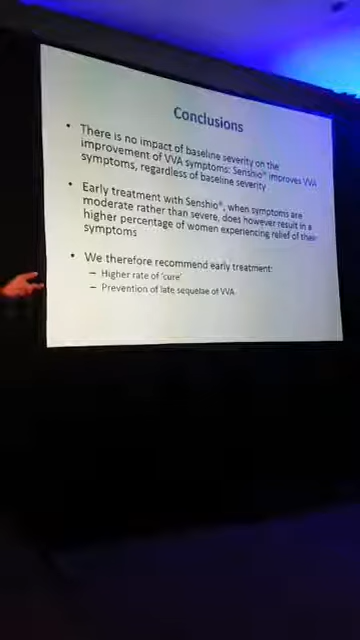 Conclusions
• There is no impact of baseline severity on the
improvement of VVA symptoms: Senshio® improves VVA
symptoms, regardless of baseline severity
• Early treatment with Senshio®, when symptoms are
moderate rather than severe, does however result in a
higher percentage of women experiencing relief of their
symptoms
• We therefore recommend early treatment:
– Higher rate of ‘cure’
– Prevention of late sequelae of VVA